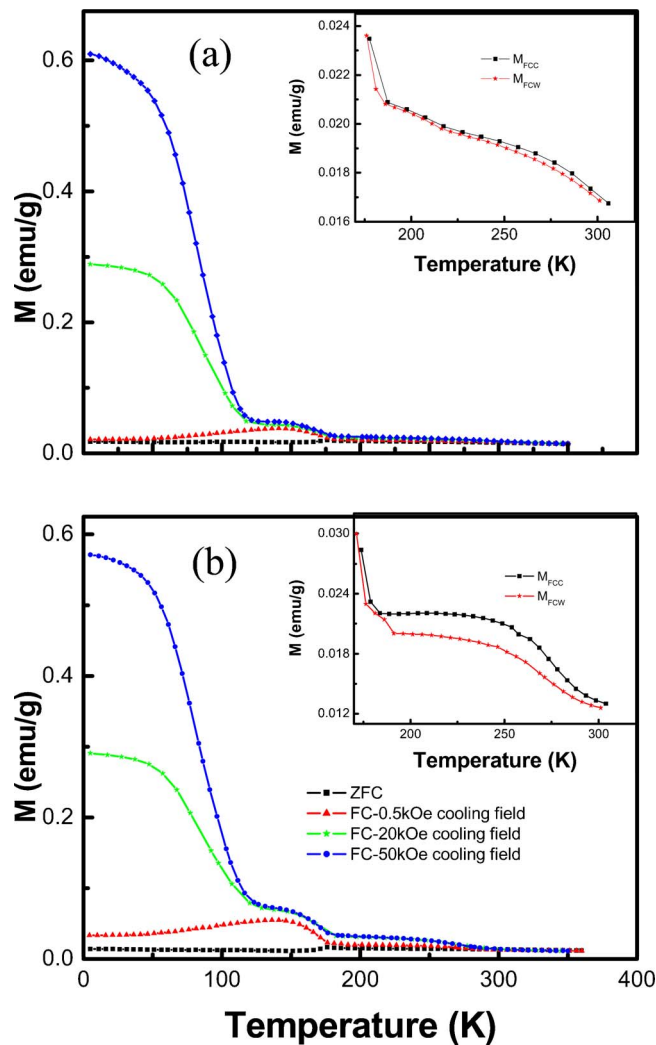 (a)
M (emu/g)
0.6
0.4
0.2
0.0
M (emu/g)
0.024
0.022
0.020
0.018
0.016
M_FCC
M_FCW
200 250 300
Temperature (K)
(b)
M (emu/g)
0.6
0.4
0.2
0.0
M (emu/g)
0.030
0.024
0.018
0.012
M_FCC
M_FCW
200 250 300
Temperature (K)
ZFC
FC-0.5kOe cooling field
FC-20kOe cooling field
FC-50kOe cooling field
0 100 200 300 400
Temperature (K)